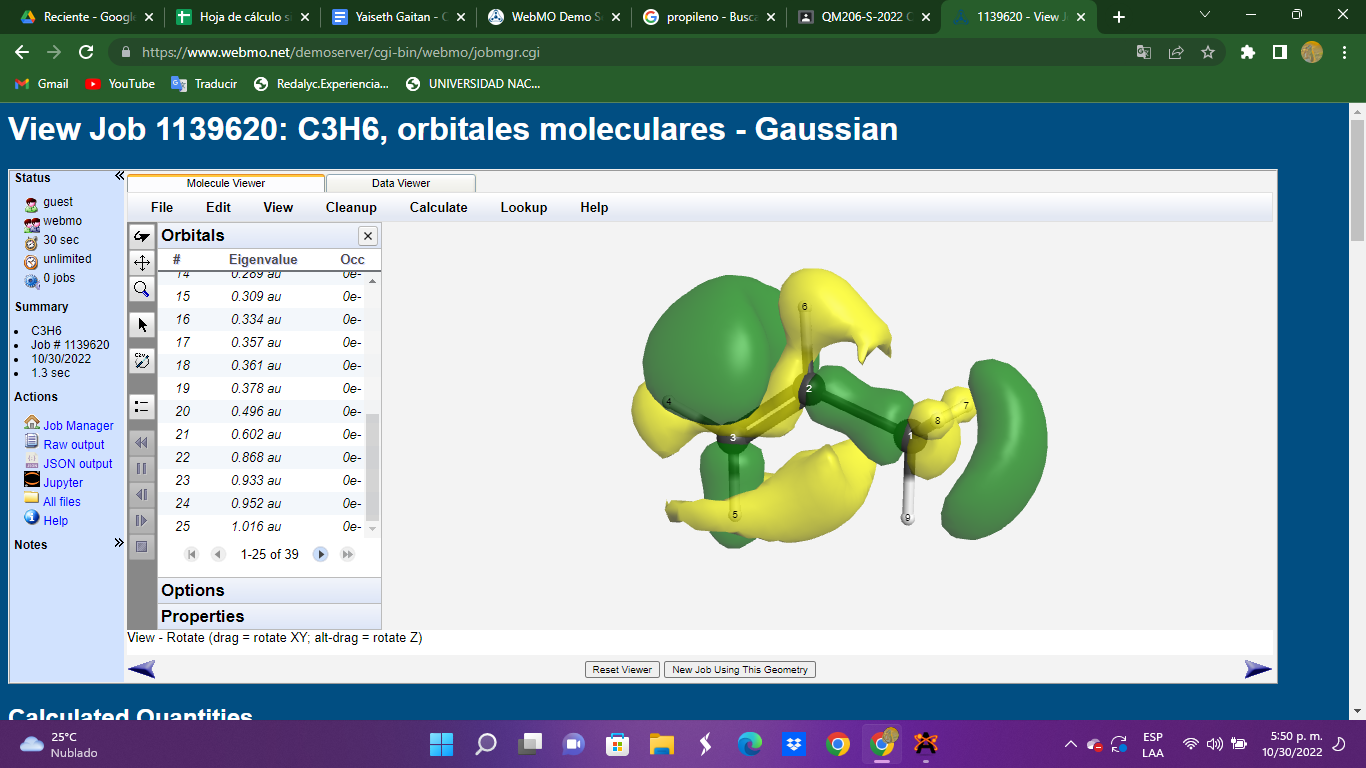 Reciente - Google
Hoja de cálculo si
Yaiseth Gaitan - C
WebMO Demo Se
propileno - Busca
QM206-S-2022 C
1139620 - View J
https://www.webmo.net/demoserver/cgi-bin/webmo/jobmgr.cgi
Gmail
YouTube
Traducir
Redalyc.Experiencia...
UNIVERSIDAD NAC...
View Job 1139620: C3H6, orbitales moleculares - Gaussian
Status
guest
webmo
30 sec
unlimited
0 jobs
Summary
C3H6
Job # 1139620
10/30/2022
1.3 sec
Actions
Job Manager
Raw output
JSON output
Jupyter
All files
Help
Notes
Molecule Viewer
Data Viewer
File Edit View Cleanup Calculate Lookup Help
Orbitals
# Eigenvalue Occ
14 0.289 au 0e-
15 0.309 au 0e-
16 0.334 au 0e-
17 0.357 au 0e-
18 0.361 au 0e-
19 0.378 au 0e-
20 0.496 au 0e-
21 0.602 au 0e-
22 0.868 au 0e-
23 0.933 au 0e-
24 0.952 au 0e-
25 1.016 au 0e-
1-25 of 39
Options
Properties
6
2
4
7
8
3
1
5
9
View - Rotate (drag = rotate XY; alt-drag = rotate Z)
Reset Viewer
New Job Using This Geometry
Calculated Quantities
25°C
Nublado
ESP
LAA
5:50 p. m.
10/30/2022